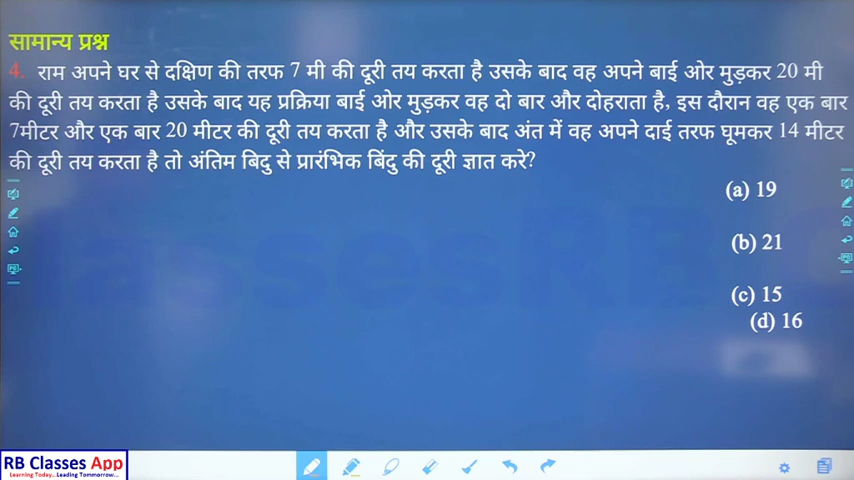 सामान्य प्रश्न
4. राम अपने घर से दक्षिण की तरफ 7 मी की दूरी तय करता है उसके बाद वह अपने बाई ओर मुड़कर 20 मी
की दूरी तय करता है उसके बाद यह प्रक्रिया बाई ओर मुड़कर वह दो बार और दोहराता है, इस दौरान वह एक बार
7मीटर और एक बार 20 मीटर की दूरी तय करता है और उसके बाद अंत में वह अपने दाई तरफ घूमकर 14 मीटर
की दूरी तय करता है तो अंतिम बिदु से प्रारंभिक बिंदु की दूरी ज्ञात करे?
(a) 19
(b) 21
(c) 15
(d) 16
RB Classes App
Learning Today...Leading Tommorrow...